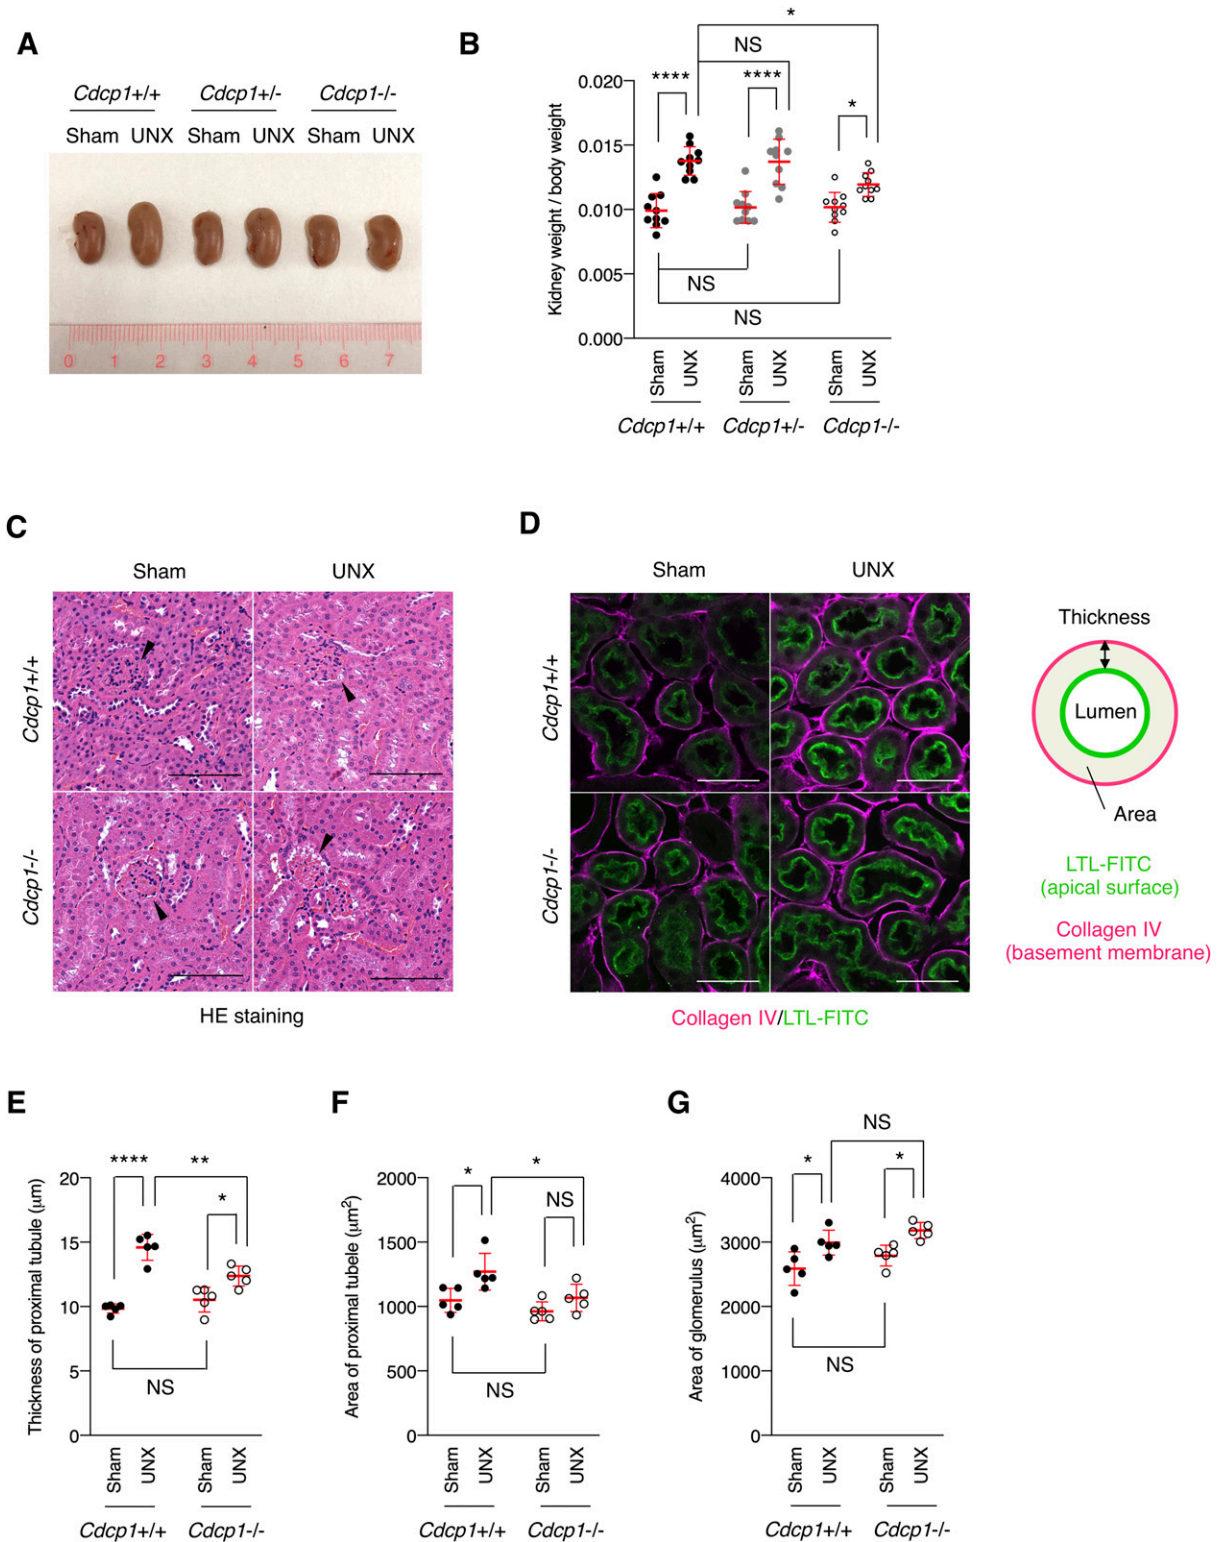 A
Cdcp1+/+ Cdcp1+/- Cdcp1-/-
Sham UNX Sham UNX Sham UNX
0 1 2 3 4 5 6 7
B
*
NS
**** **** *
0.020
0.015
0.010
0.005
0.000
Kidney weight / body weight
NS
NS
Sham UNX Sham UNX Sham UNX
Cdcp1+/+ Cdcp1+/- Cdcp1-/-
C
Sham UNX
Cdcp1+/+
Cdcp1-/-
HE staining
D
Sham UNX
Cdcp1+/+
Cdcp1-/-
Collagen IV/LTL-FITC
Thickness
Lumen
Area
LTL-FITC
(apical surface)
Collagen IV
(basement membrane)
E
**** **
*
20
15
10
5
0
Thickness of proximal tubule (μm)
NS
Sham UNX Sham UNX
Cdcp1+/+ Cdcp1-/-
F
* *
NS
2000
1500
1000
500
0
Area of proximal tubele (μm²)
NS
Sham UNX Sham UNX
Cdcp1+/+ Cdcp1-/-
G
NS
* *
4000
3000
2000
1000
0
Area of glomerulus (μm²)
NS
Sham UNX Sham UNX
Cdcp1+/+ Cdcp1-/-